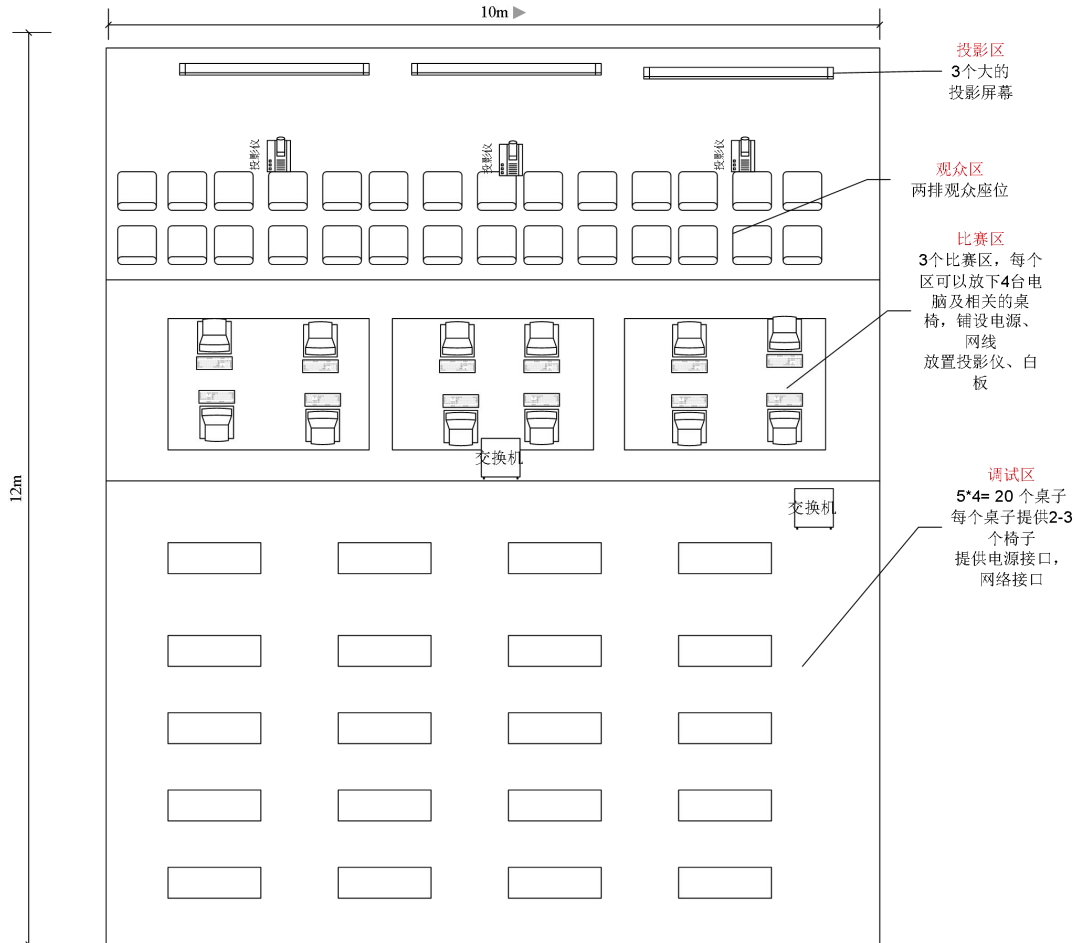 10m
投影区
3个大的
投影屏幕
投影仪
投影仪
投影仪
观众区
两排观众座位
比赛区
3个比赛区，每个
区可以放下4台电
脑及相关的桌
椅，铺设电源、
网线
放置投影仪、白
板
交换机
12m
调试区
5*4= 20 个桌子
每个桌子提供2-3
个椅子
提供电源接口，
网络接口
交换机